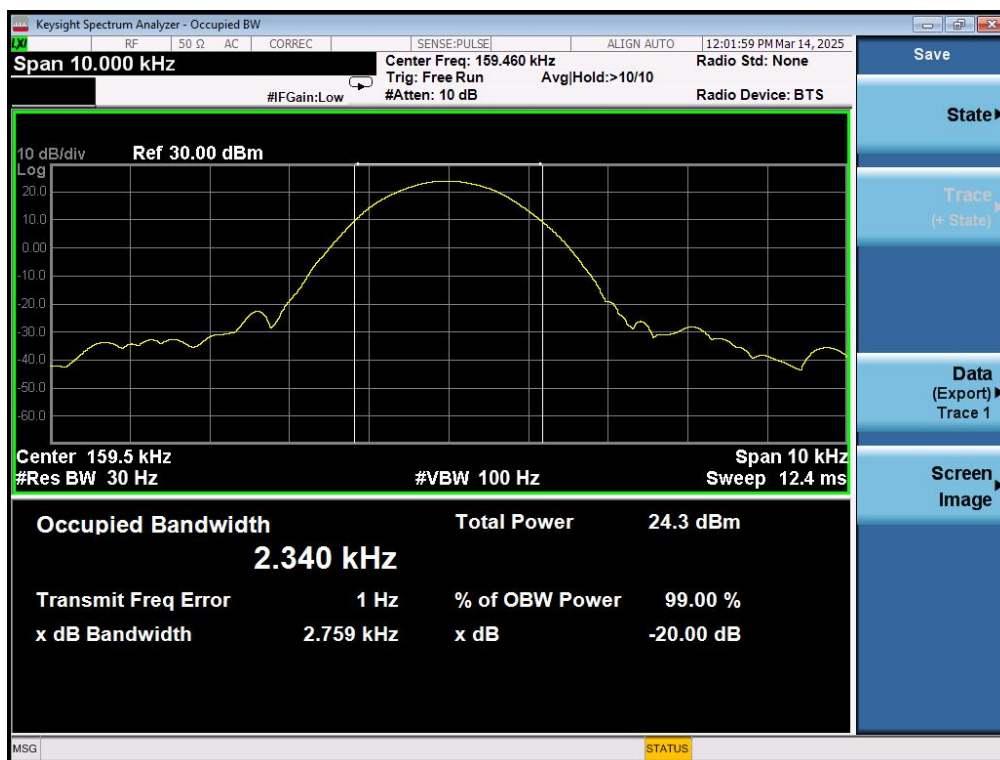 Keysight Spectrum Analyzer - Occupied BW
LXI RF 50 Ω AC CORREC SENSE:PULSE ALIGN AUTO 12:01:59 PM Mar 14, 2025
Span 10.000 kHz
Center Freq: 159.460 kHz Radio Std: None
Trig: Free Run Avg|Hold:>10/10
#IFGain:Low #Atten: 10 dB Radio Device: BTS
10 dB/div Ref 30.00 dBm
Log
20.0
10.0
0.00
-10.0
-20.0
-30.0
-40.0
-50.0
-60.0
Center 159.5 kHz Span 10 kHz
#Res BW 30 Hz #VBW 100 Hz Sweep 12.4 ms
Occupied Bandwidth Total Power 24.3 dBm
2.340 kHz
Transmit Freq Error 1 Hz % of OBW Power 99.00 %
x dB Bandwidth 2.759 kHz x dB -20.00 dB
MSG STATUS
Save
State
Trace
(+ State)
Data
(Export)
Trace 1
Screen
Image